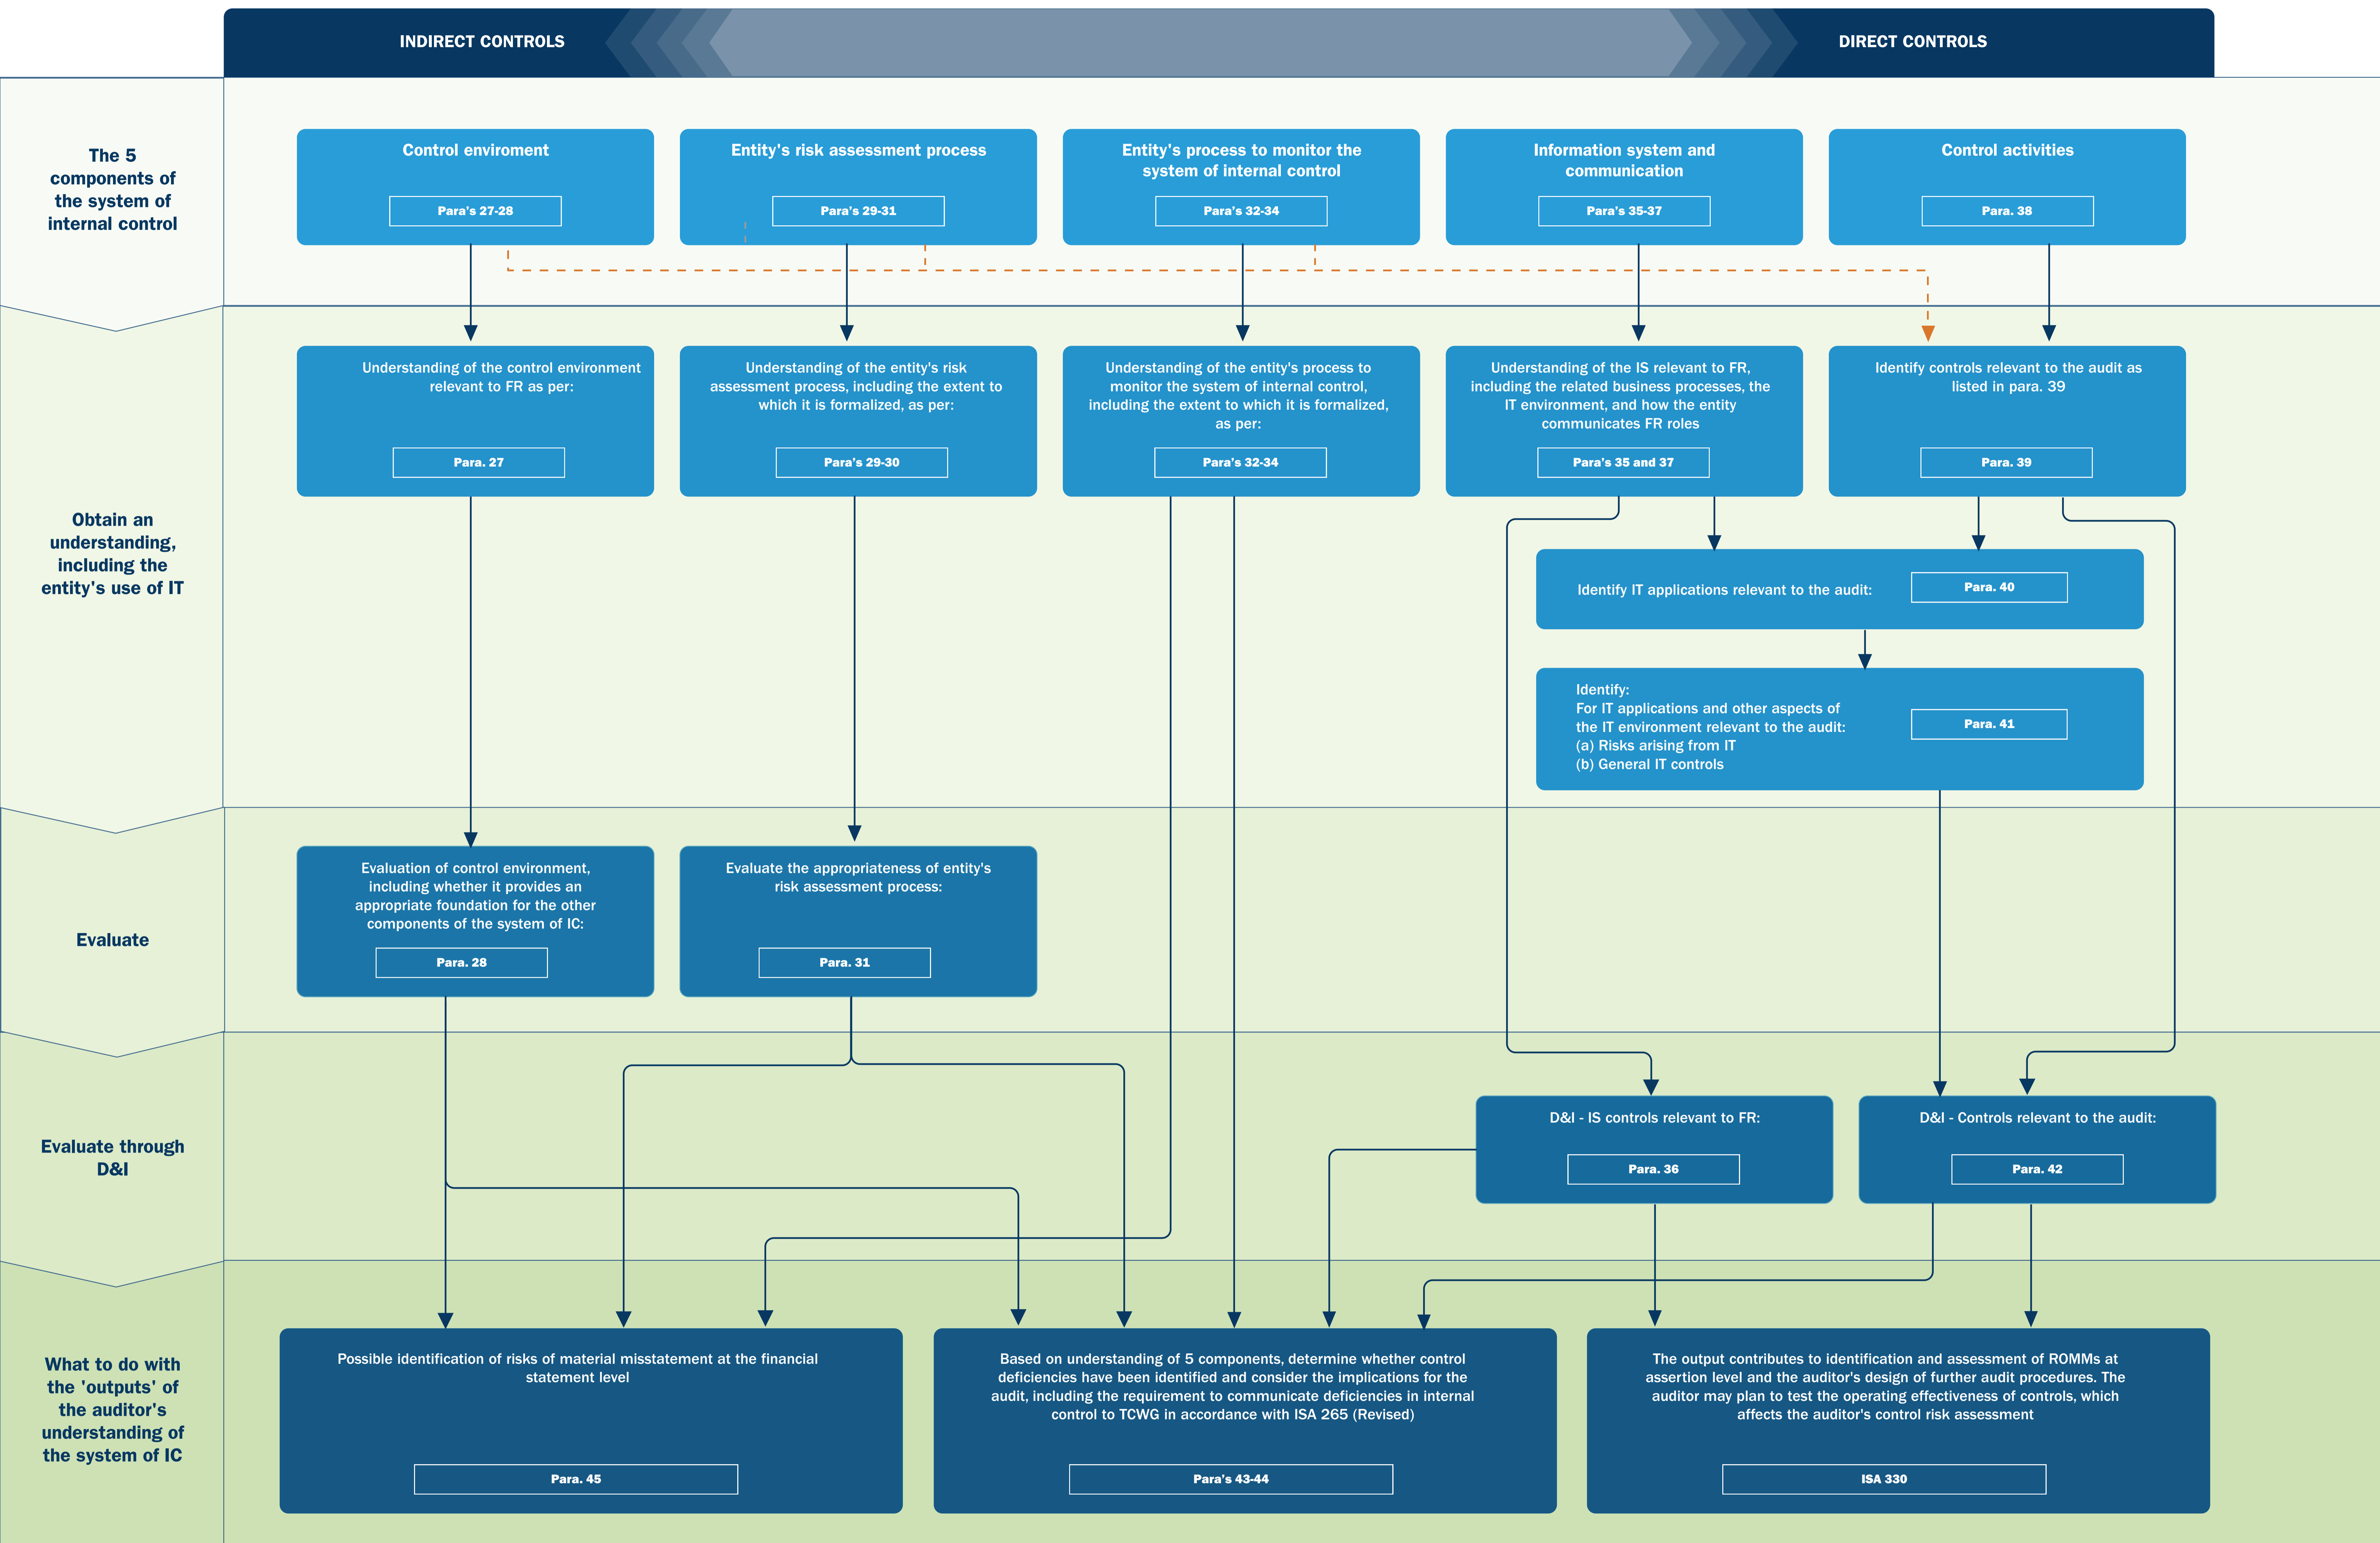 INDIRECT CONTROLS
DIRECT CONTROLS
The 5
components of
the system of
internal control
Control enviroment
Para's 27-28
Entity's risk assessment process
Para's 29-31
Entity's process to monitor the
system of internal control
Para's 32-34
Information system and
communication
Para's 35-37
Control activities
Para. 38
Obtain an
understanding,
including the
entity's use of IT
Understanding of the control environment
relevant to FR as per:
Para. 27
Understanding of the entity's risk
assessment process, including the extent to
which it is formalized, as per:
Para's 29-30
Understanding of the entity's process to
monitor the system of internal control,
including the extent to which it is formalized,
as per:
Para's 32-34
Understanding of the IS relevant to FR,
including the related business processes, the
IT environment, and how the entity
communicates FR roles
Para's 35 and 37
Identify controls relevant to the audit as
listed in para. 39
Para. 39
Identify IT applications relevant to the audit:
Para. 40
Identify:
For IT applications and other aspects of
the IT environment relevant to the audit:
(a) Risks arising from IT
(b) General IT controls
Para. 41
Evaluate
Evaluation of control environment,
including whether it provides an
appropriate foundation for the other
components of the system of IC:
Para. 28
Evaluate the appropriateness of entity's
risk assessment process:
Para. 31
Evaluate through
D&I
D&I - IS controls relevant to FR:
Para. 36
D&I - Controls relevant to the audit:
Para. 42
What to do with
the 'outputs' of
the auditor's
understanding of
the system of IC
Possible identification of risks of material misstatement at the financial
statement level
Para. 45
Based on understanding of 5 components, determine whether control
deficiencies have been identified and consider the implications for the
audit, including the requirement to communicate deficiencies in internal
control to TCWG in accordance with ISA 265 (Revised)
Para's 43-44
The output contributes to identification and assessment of ROMMs at
assertion level and the auditor's design of further audit procedures. The
auditor may plan to test the operating effectiveness of controls, which
affects the auditor's control risk assessment
ISA 330